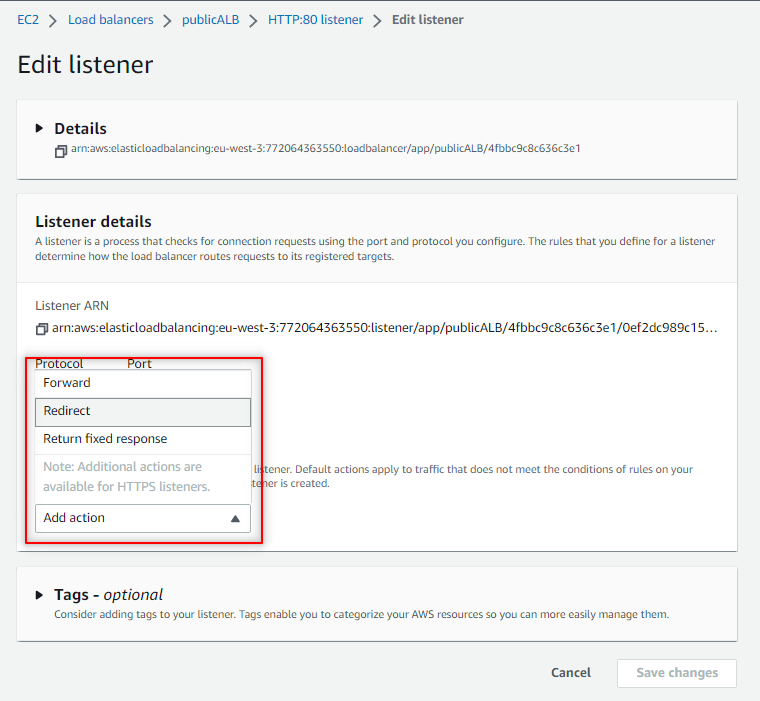 EC2 > Load balancers > publicALB > HTTP:80 listener > Edit listener
Edit listener
Details
arn:aws:elasticloadbalancing:eu-west-3:772064363550:loadbalancer/app/publicALB/4fbbc9c8c636c3e1
Listener details
A listener is a process that checks for connection requests using the port and protocol you configure. The rules that you define for a listener
determine how the load balancer routes requests to its registered targets.
Listener ARN
arn:aws:elasticloadbalancing:eu-west-3:772064363550:listener/app/publicALB/4fbbc9c8c636c3e1/0ef2dc989c15...
Protocol Port
Forward
Redirect
Return fixed response
Note: Additional actions are
available for HTTPS listeners.
listener. Default actions apply to traffic that does not meet the conditions of rules on your
is created.
Add action
Tags - optional
Consider adding tags to your listener. Tags enable you to categorize your AWS resources so you can more easily manage them.
Cancel Save changes